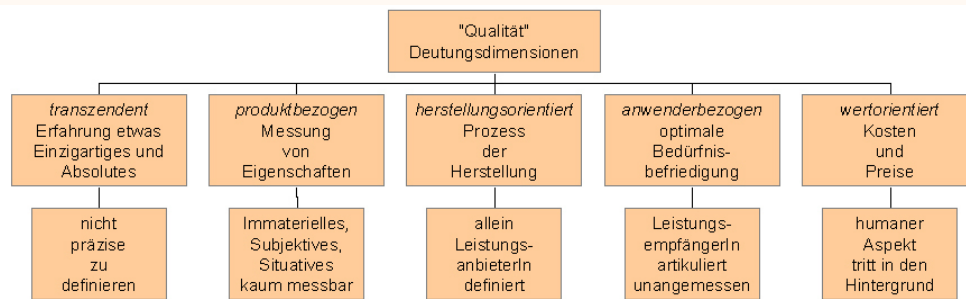 "Qualität"
Deutungsdimensionen
transzendent
Erfahrung etwas
Einzigartiges und
Absolutes
produktbezogen
Messung
von
Eigenschaften
herstellungsorientiert
Prozess
der
Herstellung
anwenderbezogen
optimale
Bedürfnis-
befriedigung
wertorientiert
Kosten
und
Preise
nicht
präzise
zu
definieren
Immaterielles,
Subjektives,
Situatives
kaum messbar
allein
Leistungs-
anbieterIn
definiert
Leistungs-
empfängerIn
artikuliert
unangemessen
humaner
Aspekt
tritt in den
Hintergrund